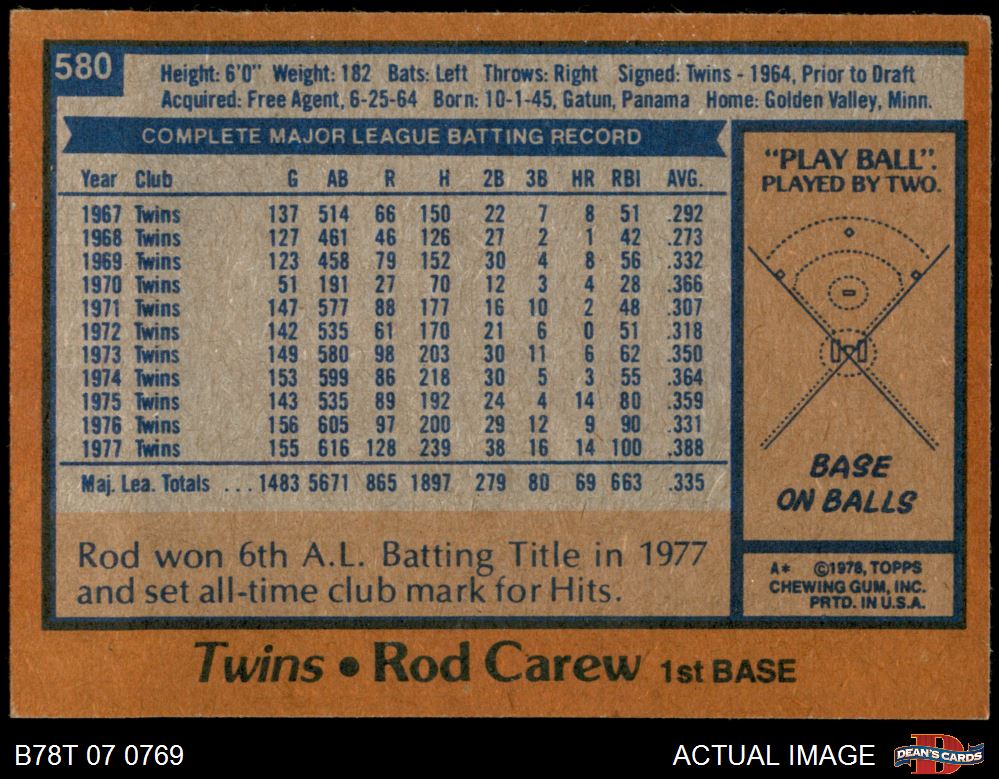 580
Height: 6'0" Weight: 182 Bats: Left Throws: Right Signed: Twins - 1964, Prior to Draft
Acquired: Free Agent, 6-25-64 Born: 10-1-45, Gatun, Panama Home: Golden Valley, Minn.
COMPLETE MAJOR LEAGUE BATTING RECORD
Year Club G AB R H 2B 3B HR RBI AVG.
1967 Twins 137 514 66 150 22 7 8 51 .292
1968 Twins 127 461 46 126 27 2 1 42 .273
1969 Twins 123 458 79 152 30 4 8 56 .332
1970 Twins 51 191 27 70 12 3 4 28 .366
1971 Twins 147 577 88 177 16 10 2 48 .307
1972 Twins 142 535 61 170 21 6 0 51 .318
1973 Twins 149 580 98 203 30 11 6 62 .350
1974 Twins 153 599 86 218 30 5 3 55 .364
1975 Twins 143 535 89 192 24 4 14 80 .359
1976 Twins 156 605 97 200 29 12 9 90 .331
1977 Twins 155 616 128 239 38 16 14 100 .388
Maj. Lea. Totals ... 1483 5671 865 1897 279 80 69 663 .335
Rod won 6th A.L. Batting Title in 1977
and set all-time club mark for Hits.
"PLAY BALL".
PLAYED BY TWO.
BASE
ON BALLS
A* ©1978, TOPPS
CHEWING GUM, INC.
PRTD. IN U.S.A.
Twins • Rod Carew 1st BASE
B78T 07 0769
ACTUAL IMAGE
DEAN'S CARDS